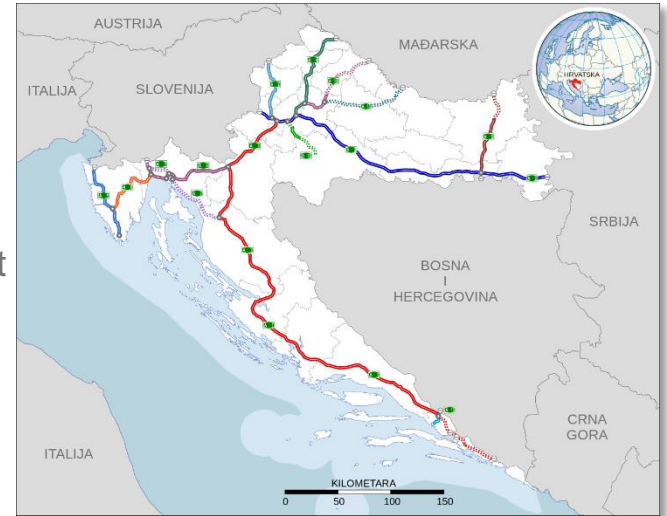 AUSTRIJA
MAĐARSKA
HRVATSKA
ITALIJA
SLOVENIJA
SRBIJA
t
BOSNA
I
HERCEGOVINA
CRNA
GORA
ITALIJA
KILOMETARA
0 50 100 150